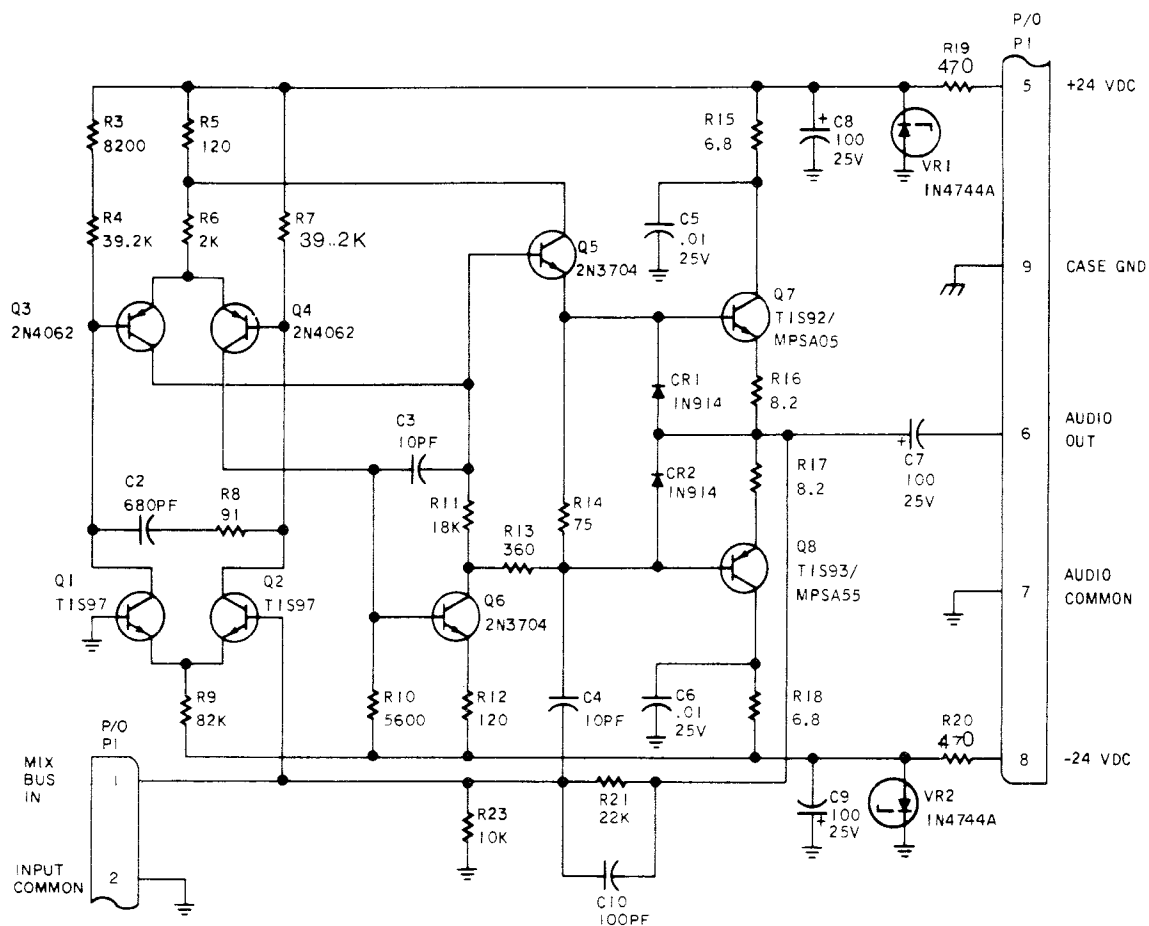 P/O
P1
R19
470
5
+24 VDC
R3
8200
R5
120
R15
6.8
+
C8
100
25V
VR1
1N4744A
R4
39.2K
R6
2K
R7
39..2K
Q5
2N3704
C5
.01
25V
9
CASE GND
Q3
2N4062
Q4
2N4062
Q7
TIS92/
MPSA05
CR1
1N914
R16
8.2
AUDIO
OUT
6
C3
10PF
+
C7
100
25V
C2
680PF
R8
91
R11
18K
R13
360
R14
75
CR2
1N914
R17
8.2
Q1
TIS97
Q2
TIS97
Q6
2N3704
Q8
TIS93/
MPSA55
7
AUDIO
COMMON
R9
82K
R10
5600
R12
120
C4
10PF
C6
.01
25V
R18
6.8
R20
470
8
-24 VDC
P/O
P1
MIX
BUS
IN
1
R21
22K
C9
100
25V
+
VR2
1N4744A
R23
10K
INPUT
COMMON
2
C10
100PF